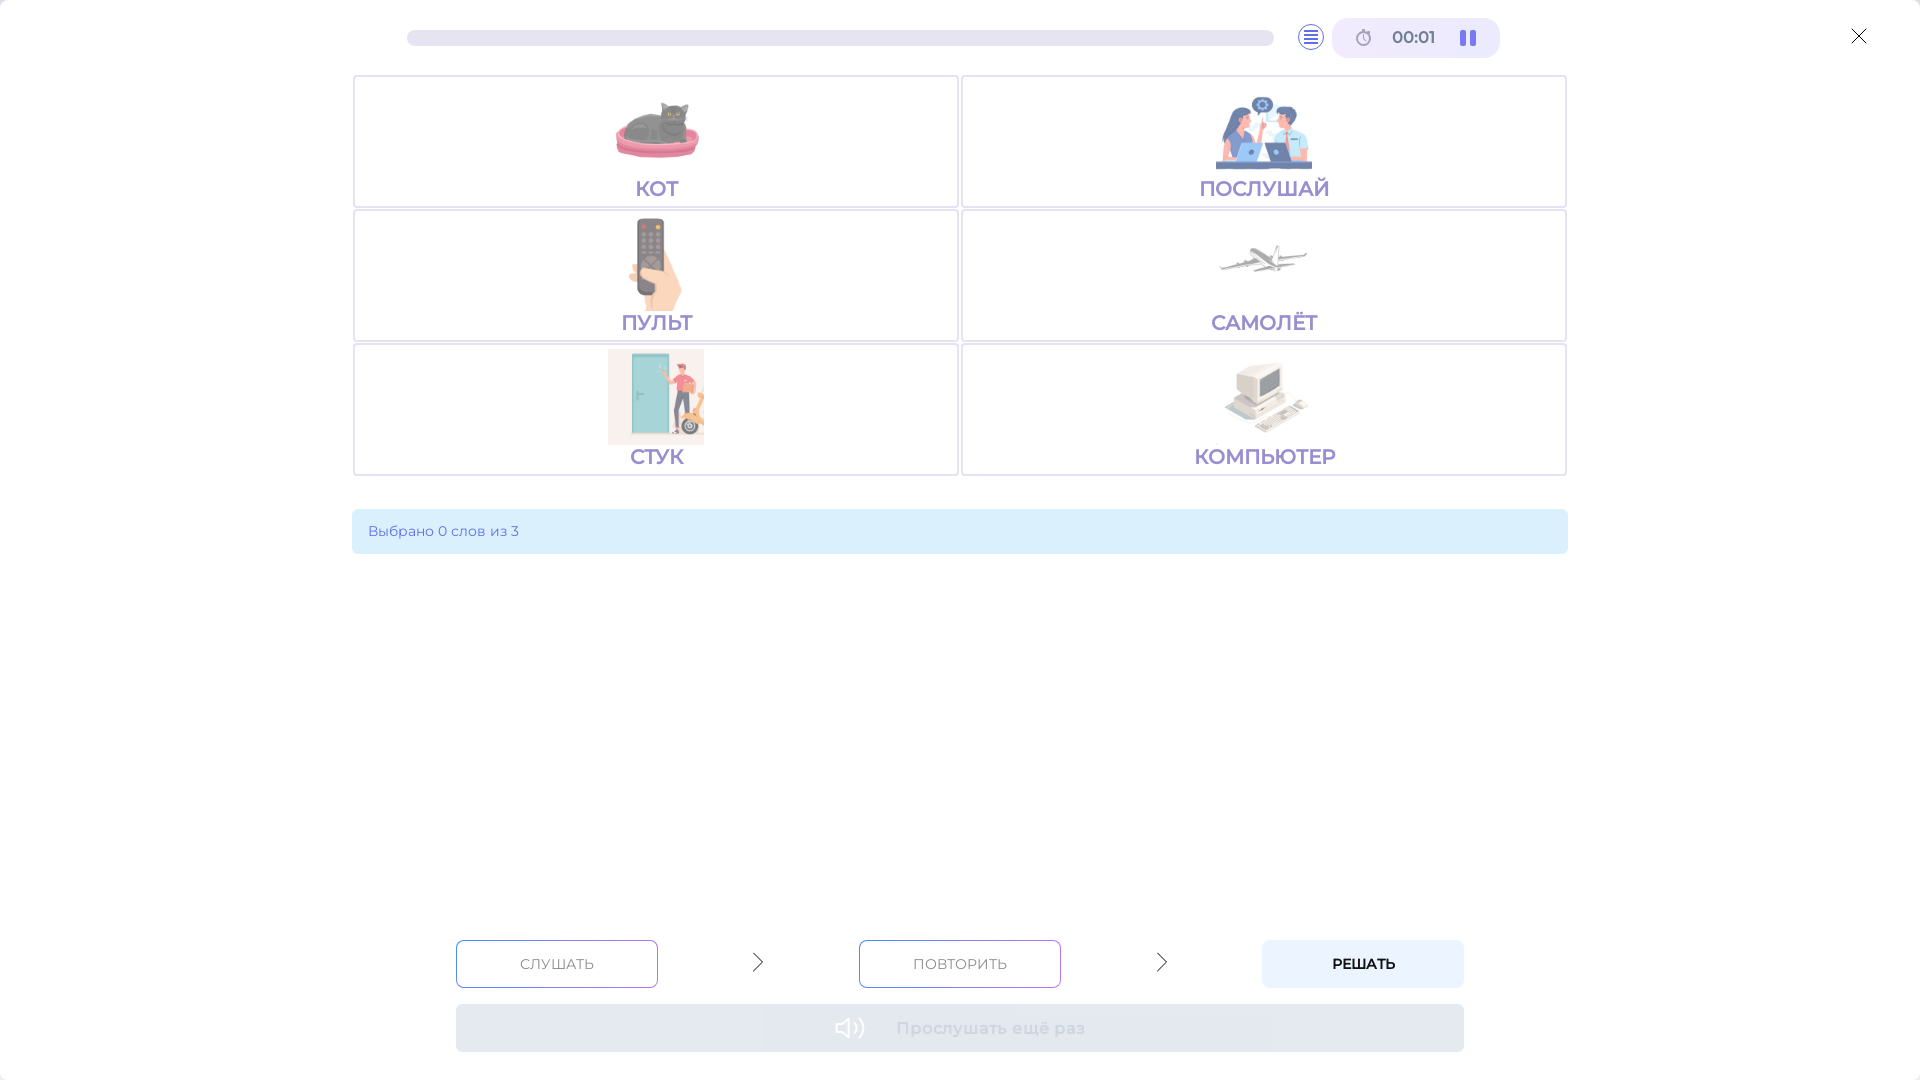 00:01
КОТ
ПОСЛУШАЙ
ПУЛЬТ
САМОЛЁТ
СТУК
КОМПЬЮТЕР
Выбрано 0 слов из 3
СЛУШАТЬ
ПОВТОРИТЬ
РЕШАТЬ
Прослушать ещё раз